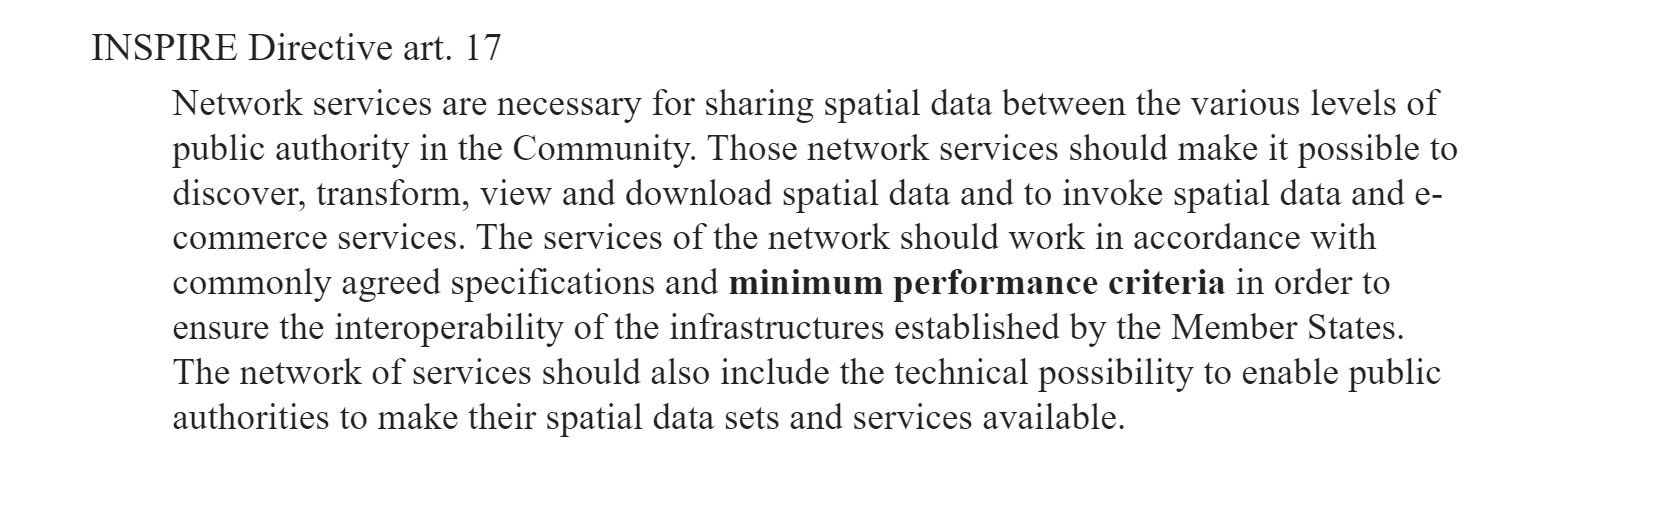 INSPIRE Directive art. 17
Network services are necessary for sharing spatial data between the various levels of
public authority in the Community. Those network services should make it possible to
discover, transform, view and download spatial data and to invoke spatial data and e-
commerce services. The services of the network should work in accordance with
commonly agreed specifications and minimum performance criteria in order to
ensure the interoperability of the infrastructures established by the Member States.
The network of services should also include the technical possibility to enable public
authorities to make their spatial data sets and services available.